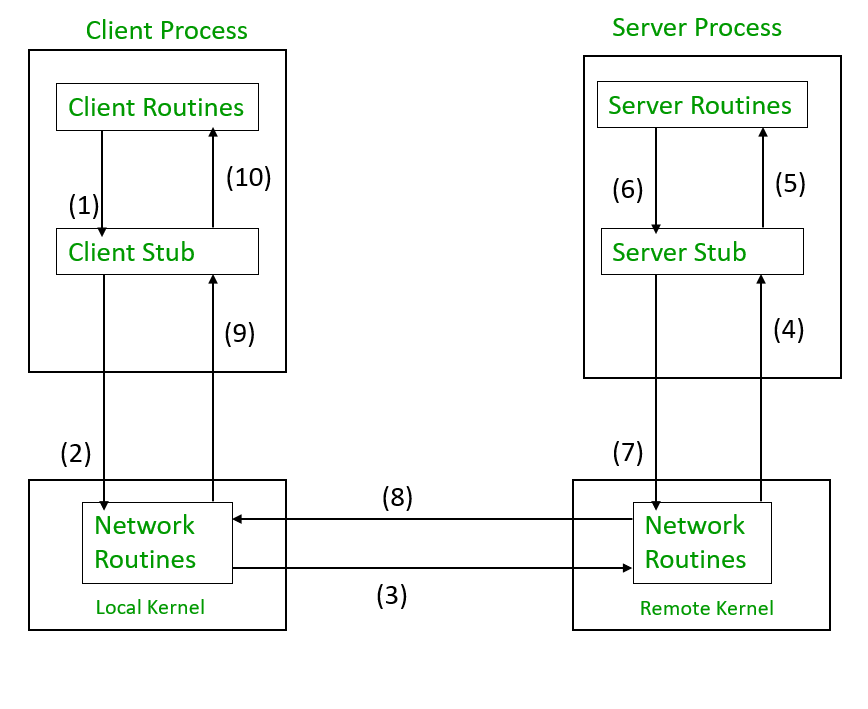 Client Process
Server Process
Client Routines
Server Routines
(10)
(5)
(6)
(1)
Client Stub
Server Stub
(9)
(4)
(2)
(7)
(8)
Network
Routines
Network
Routines
(3)
Local Kernel
Remote Kernel